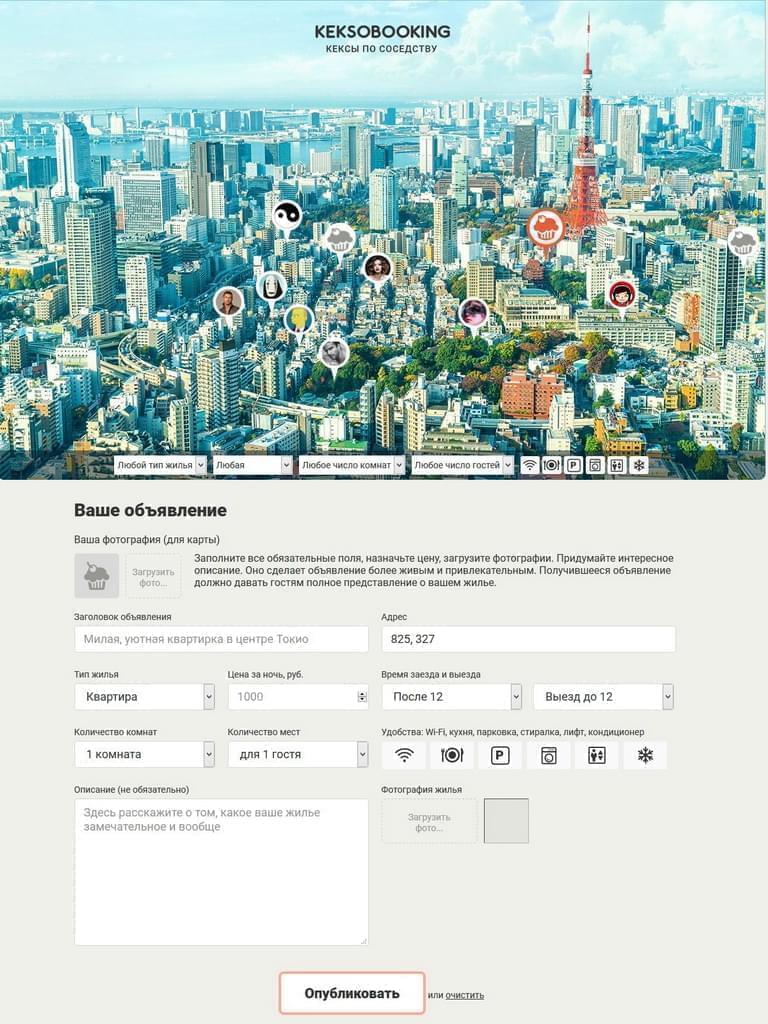 KEKSOBOOKING
КЕКСЫ ПО СОСЕДСТВУ
Любой тип жилья Любая Любое число комнат Любое число гостей P
Ваше объявление
Ваша фотография (для карты)
Загрузить
фото...
Заполните все обязательные поля, назначьте цену, загрузите фотографии. Придумайте интересное
описание. Оно сделает объявление более живым и привлекательным. Получившееся объявление
должно давать гостям полное представление о вашем жилье.
Заголовок объявления Адрес
Милая, уютная квартирка в центре Токио 825, 327
Тип жилья Цена за ночь, руб. Время заезда и выезда
Квартира 1000 После 12 Выезд до 12
Количество комнат Количество мест Удобства: Wi-Fi, кухня, парковка, стиралка, лифт, кондиционер
1 комната для 1 гостя P
Описание (не обязательно) Фотография жилья
Здесь расскажите о том, какое ваше жилье
замечательное и вообще
Загрузить
фото...
Опубликовать или очистить